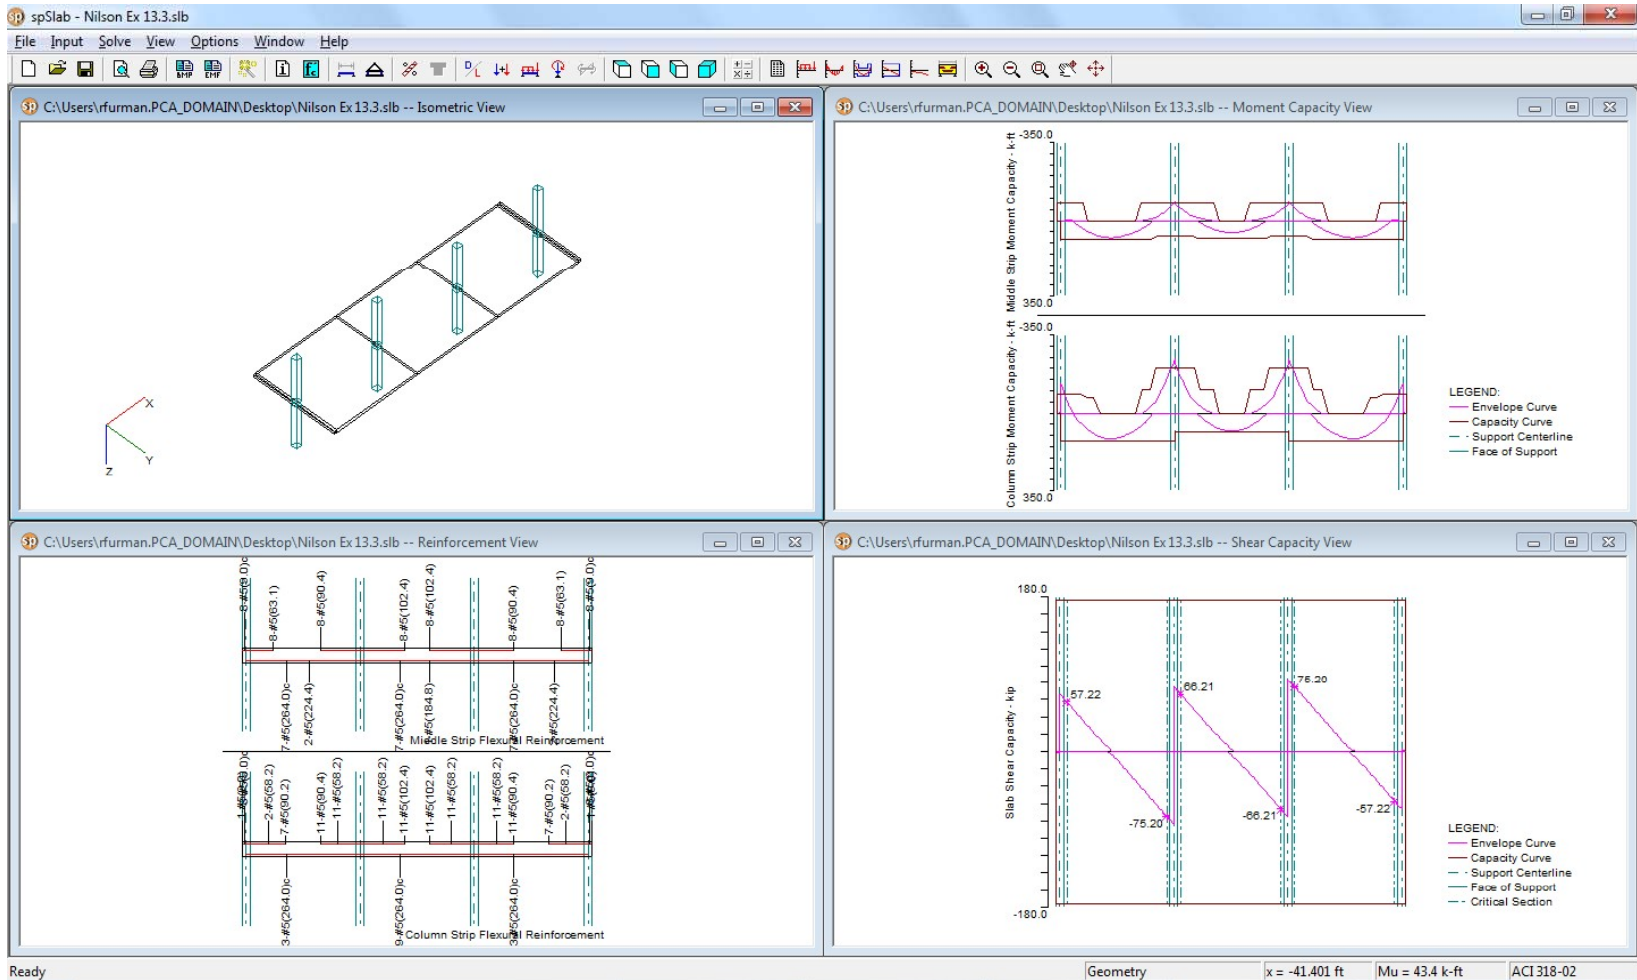 spSlab - Nilson Ex 13.3.slb
File Input Solve View Options Window Help
C:\Users\rfurman.PCA_DOMAIN\Desktop\Nilson Ex 13.3.slb -- Isometric View
X
Y
Z
C:\Users\rfurman.PCA_DOMAIN\Desktop\Nilson Ex 13.3.slb -- Moment Capacity View
-350.0
Middle Strip Moment Capacity - k-ft
350.0
-350.0
Column Strip Moment Capacity - k-ft
350.0
LEGEND:
Envelope Curve
Capacity Curve
Support Centerline
Face of Support
C:\Users\rfurman.PCA_DOMAIN\Desktop\Nilson Ex 13.3.slb -- Reinforcement View
8-#5(63.1)
8-#5(90.4)
8-#5(102.4)
8-#5(102.4)
8-#5(90.4)
8-#5(63.1)
7-#5(264.0)c
2-#5(224.4)
7-#5(264.0)c
4-#5(184.8)
7-#5(264.0)c
2-#5(224.4)
Middle Strip Flexural Reinforcement
2-#5(58.2)
7-#5(90.2)
11-#5(90.4)
11-#5(58.2)
11-#5(58.2)
11-#5(102.4)
11-#5(102.4)
11-#5(58.2)
11-#5(58.2)
11-#5(90.4)
7-#5(90.2)
2-#5(58.2)
3-#5(264.0)c
9-#5(264.0)c
3-#5(264.0)c
Column Strip Flexural Reinforcement
C:\Users\rfurman.PCA_DOMAIN\Desktop\Nilson Ex 13.3.slb -- Shear Capacity View
180.0
Slab Shear Capacity - kip
-180.0
57.22
66.21
75.20
-75.20
-66.21
-57.22
LEGEND:
Envelope Curve
Capacity Curve
Support Centerline
Face of Support
Critical Section
Ready
Geometry
x = -41.401 ft
Mu = 43.4 k-ft
ACI 318-02